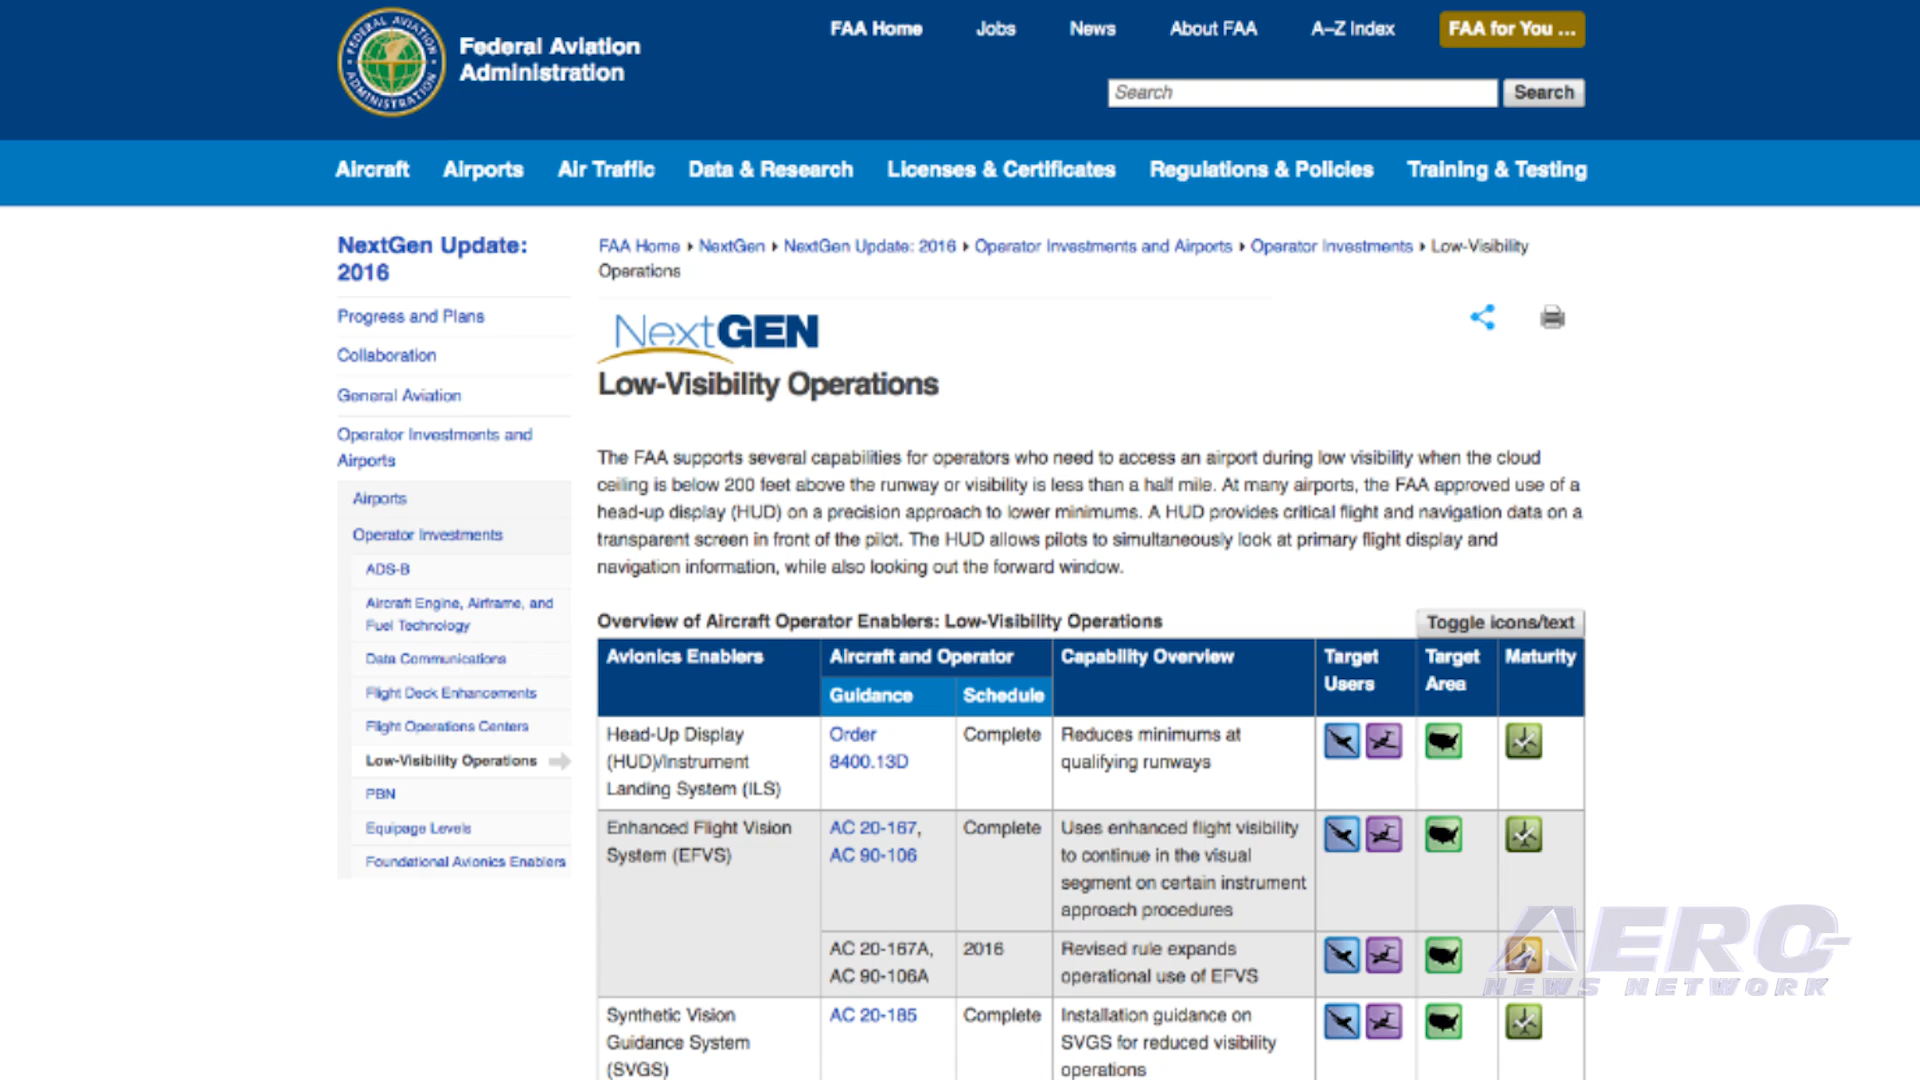 FEDERAL AVIATION
ADMINISTRATION
Federal Aviation
Administration
FAA Home
Jobs
News
About FAA
A–Z Index
FAA for You ...
Search
Search
Aircraft
Airports
Air Traffic
Data & Research
Licenses & Certificates
Regulations & Policies
Training & Testing
NextGen Update:
2016
Progress and Plans
Collaboration
General Aviation
Operator Investments and
Airports
Airports
Operator Investments
ADS-B
Aircraft Engine, Airframe, and
Fuel Technology
Data Communications
Flight Deck Enhancements
Flight Operations Centers
Low-Visibility Operations
PBN
Equipage Levels
Foundational Avionics Enablers
FAA Home ▸ NextGen ▸ NextGen Update: 2016 ▸ Operator Investments and Airports ▸ Operator Investments ▸ Low-Visibility
Operations
NextGEN
Low-Visibility Operations
The FAA supports several capabilities for operators who need to access an airport during low visibility when the cloud
ceiling is below 200 feet above the runway or visibility is less than a half mile. At many airports, the FAA approved use of a
head-up display (HUD) on a precision approach to lower minimums. A HUD provides critical flight and navigation data on a
transparent screen in front of the pilot. The HUD allows pilots to simultaneously look at primary flight display and
navigation information, while also looking out the forward window.
Overview of Aircraft Operator Enablers: Low-Visibility Operations
Toggle icons/text
Avionics Enablers
Aircraft and Operator
Guidance
Schedule
Capability Overview
Target
Users
Target
Area
Maturity
Head-Up Display
(HUD)/Instrument
Landing System (ILS)
Order
8400.13D
Complete
Reduces minimums at
qualifying runways
Enhanced Flight Vision
System (EFVS)
AC 20-167,
AC 90-106
Complete
Uses enhanced flight visibility
to continue in the visual
segment on certain instrument
approach procedures
AC 20-167A,
AC 90-106A
2016
Revised rule expands
operational use of EFVS
Synthetic Vision
Guidance System
(SVGS)
AC 20-185
Complete
Installation guidance on
SVGS for reduced visibility
operations
AERO-
NEWS NETWORK